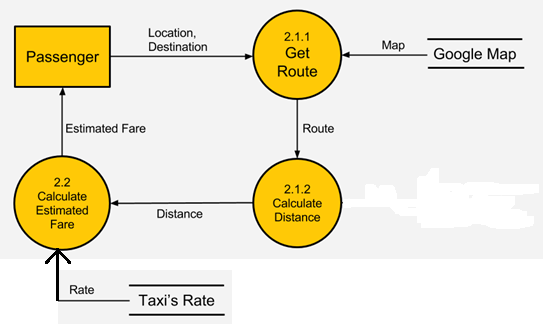 Location,
Destination
Passenger
2.1.1
Get
Route
Map
Google Map
Estimated Fare
Route
2.2
Calculate
Estimated
Fare
Distance
2.1.2
Calculate
Distance
Rate
Taxi's Rate